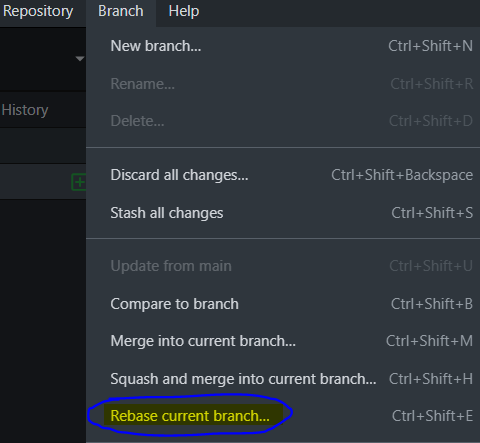 Repository Branch Help
New branch... Ctrl+Shift+N
Rename... Ctrl+Shift+R
History
Delete... Ctrl+Shift+D
Discard all changes... Ctrl+Shift+Backspace
Stash all changes Ctrl+Shift+S
Update from main Ctrl+Shift+U
Compare to branch Ctrl+Shift+B
Merge into current branch... Ctrl+Shift+M
Squash and merge into current branch... Ctrl+Shift+H
Rebase current branch... Ctrl+Shift+E